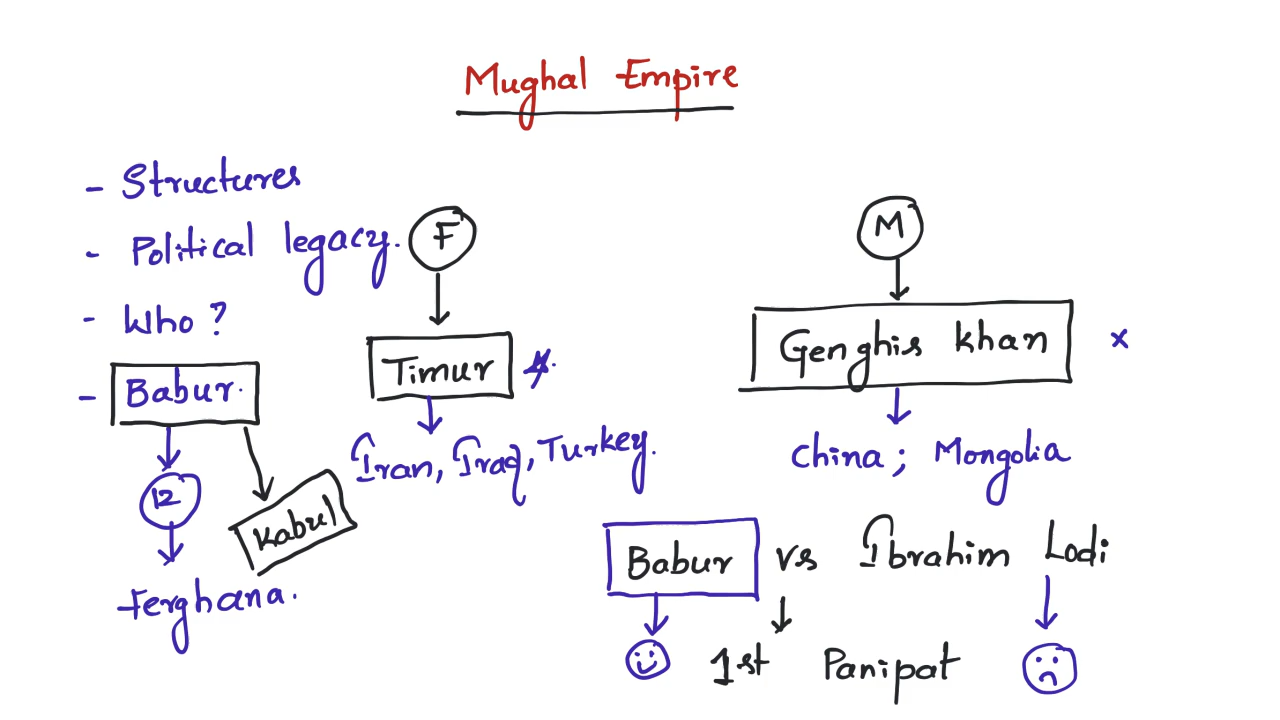 Mughal Empire
- Structures
- Political legacy.
- Who?
- Babur.
12
Ferghana.
Kabul
F
Timur
Iran, Iraq, Turkey.
M
Genghis khan x
China; Mongolia
Babur vs Ibrahim Lodi
1st Panipat